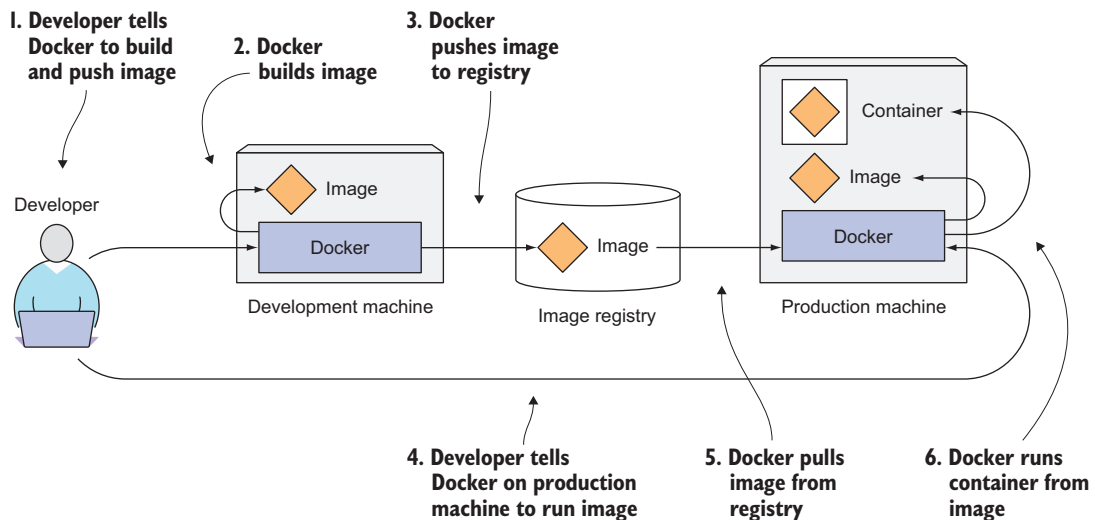 1. Developer tells
Docker to build
and push image
2. Docker
builds image
3. Docker
pushes image
to registry
Developer
Image
Docker
Development machine
Image
Image registry
Container
Image
Docker
Production machine
4. Developer tells
Docker on production
machine to run image
5. Docker pulls
image from
registry
6. Docker runs
container from
image